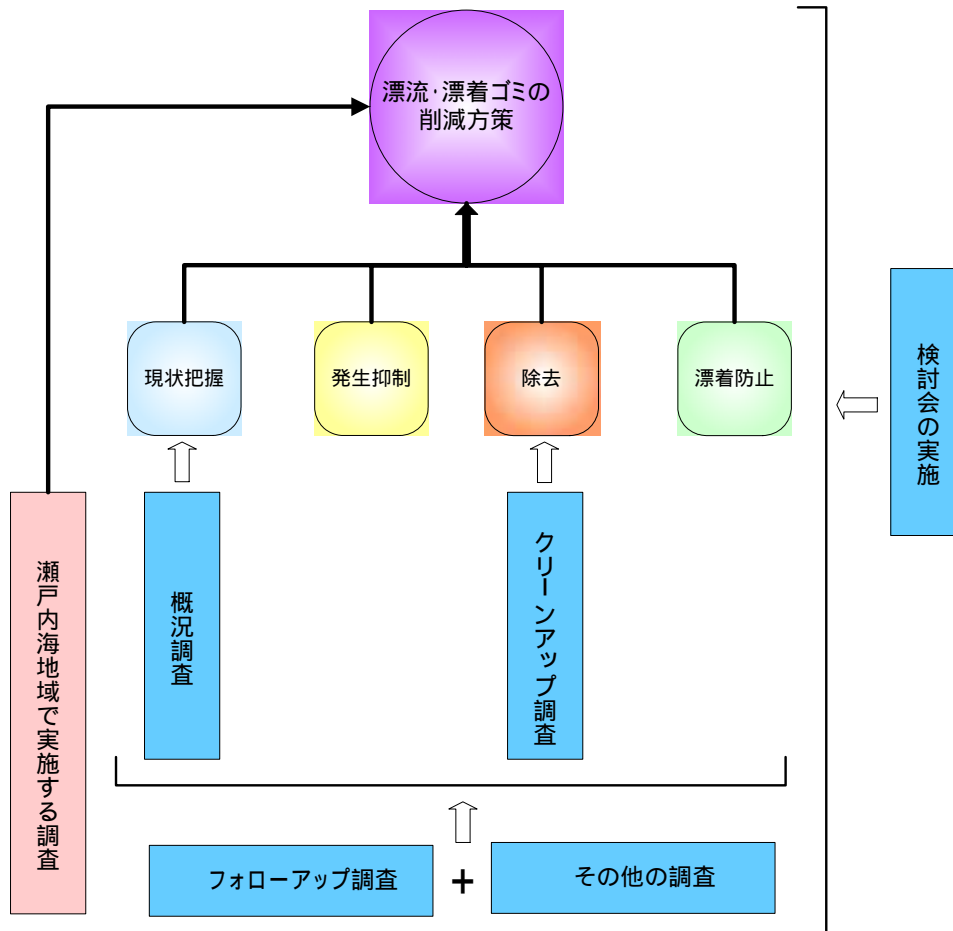 漂流・漂着ゴミの
削減方策
現状把握
発生抑制
除去
漂着防止
検討会の実施
瀬戸内海地域で実施する調査
概況調査
クリーンアップ調査
フォローアップ調査
+
その他の調査